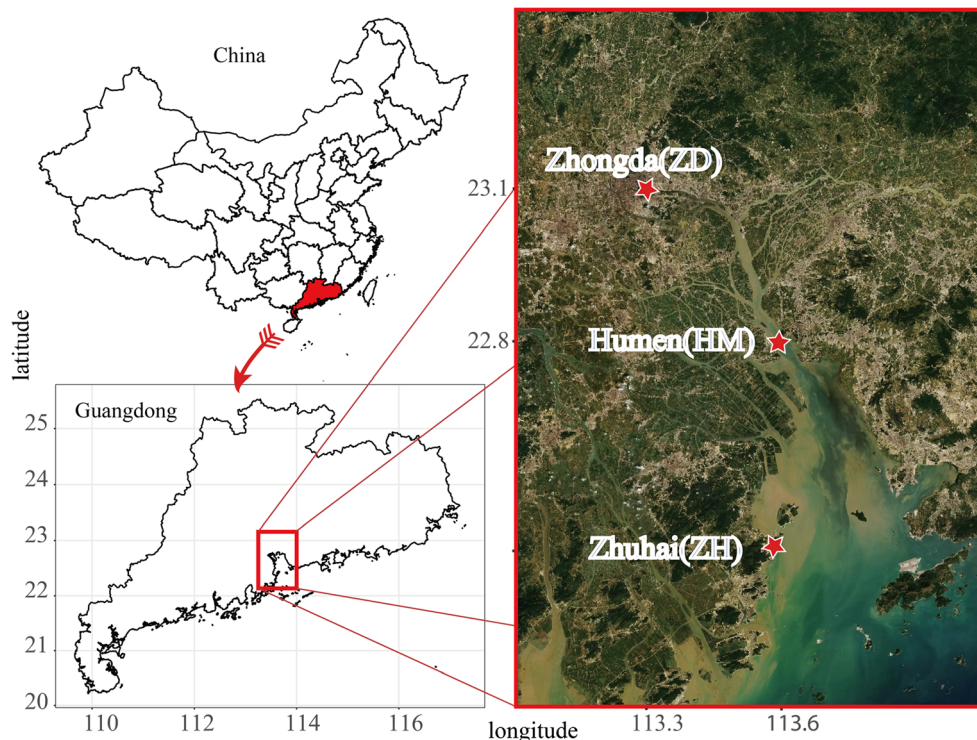 China
Zhongda(ZD)
23.1
Humen(HM)
22.8
latitude
Guangdong
25
24
23
22
21
20
Zhuhai(ZH)
110
112
114
116
113.3
113.6
longitude